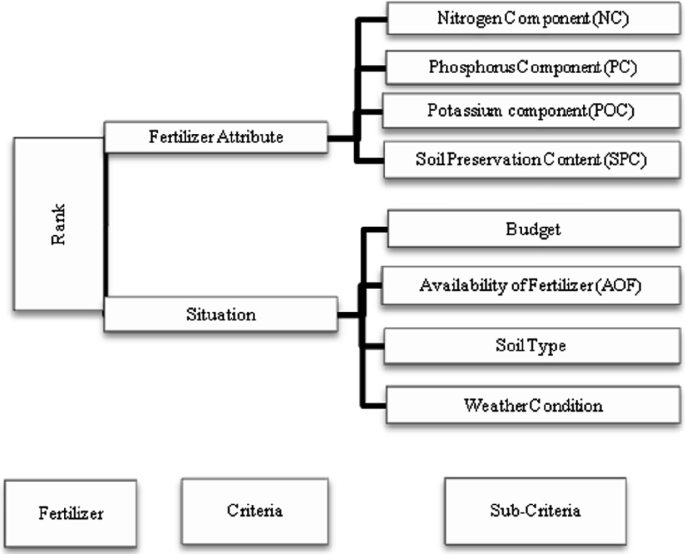 Nitrogen Component (NC)
Phosphorus Component (PC)
Potassium component (POC)
Soil Preservation Content (SPC)
Fertilizer Attribute
Rank
Situation
Budget
Availability of Fertilizer (AOF)
Soil Type
Weather Condition
Fertilizer
Criteria
Sub-Criteria